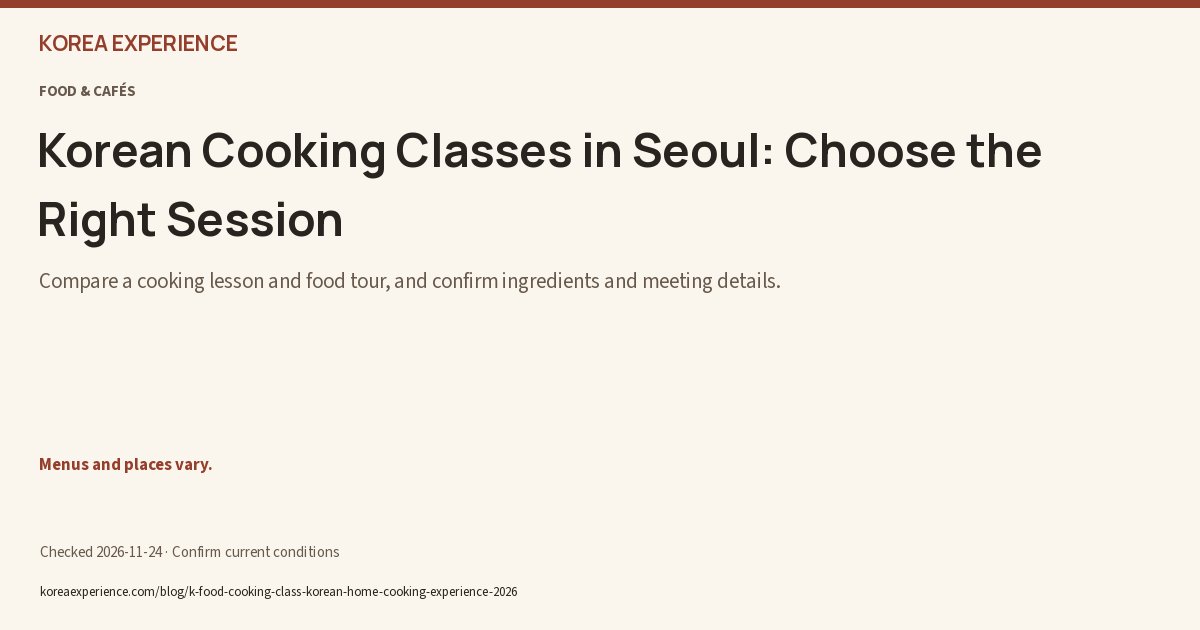 KOREA EXPERIENCE
FOOD & CAFÉS
Korean Cooking Classes in Seoul: Choose the
Right Session
Compare a cooking lesson and food tour, and confirm ingredients and meeting details.
Menus and places vary.
Checked 2026-11-24 · Confirm current conditions
koreaexperience.com/blog/k-food-cooking-class-korean-home-cooking-experience-2026